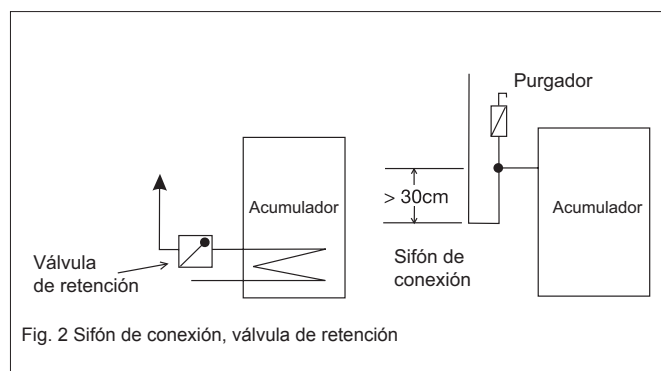 Purgador
Acumulador
> 30cm
Acumulador
Válvula
de retención
Sifón de
conexión
Fig. 2 Sifón de conexión, válvula de retención